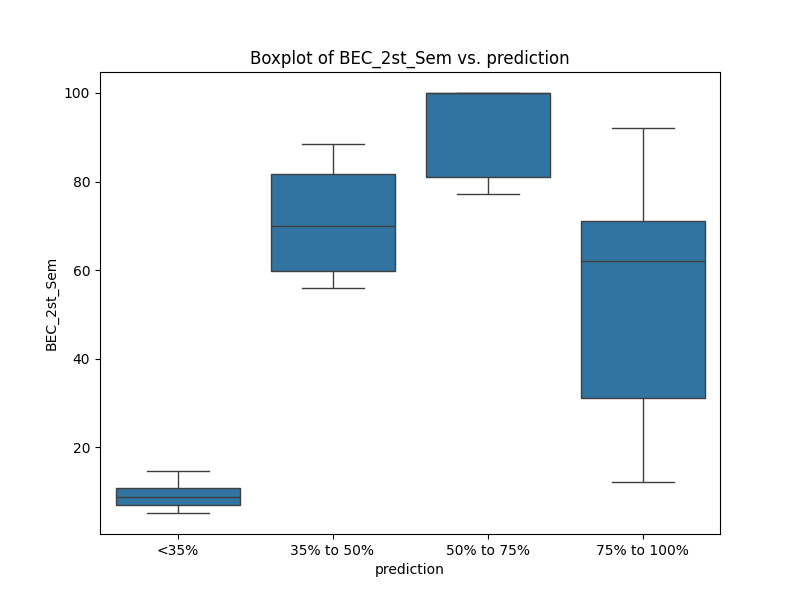 Boxplot of BEC_2st_Sem vs. prediction
BEC_2st_Sem
100
80
60
40
20
<35%
35% to 50%
50% to 75%
75% to 100%
prediction